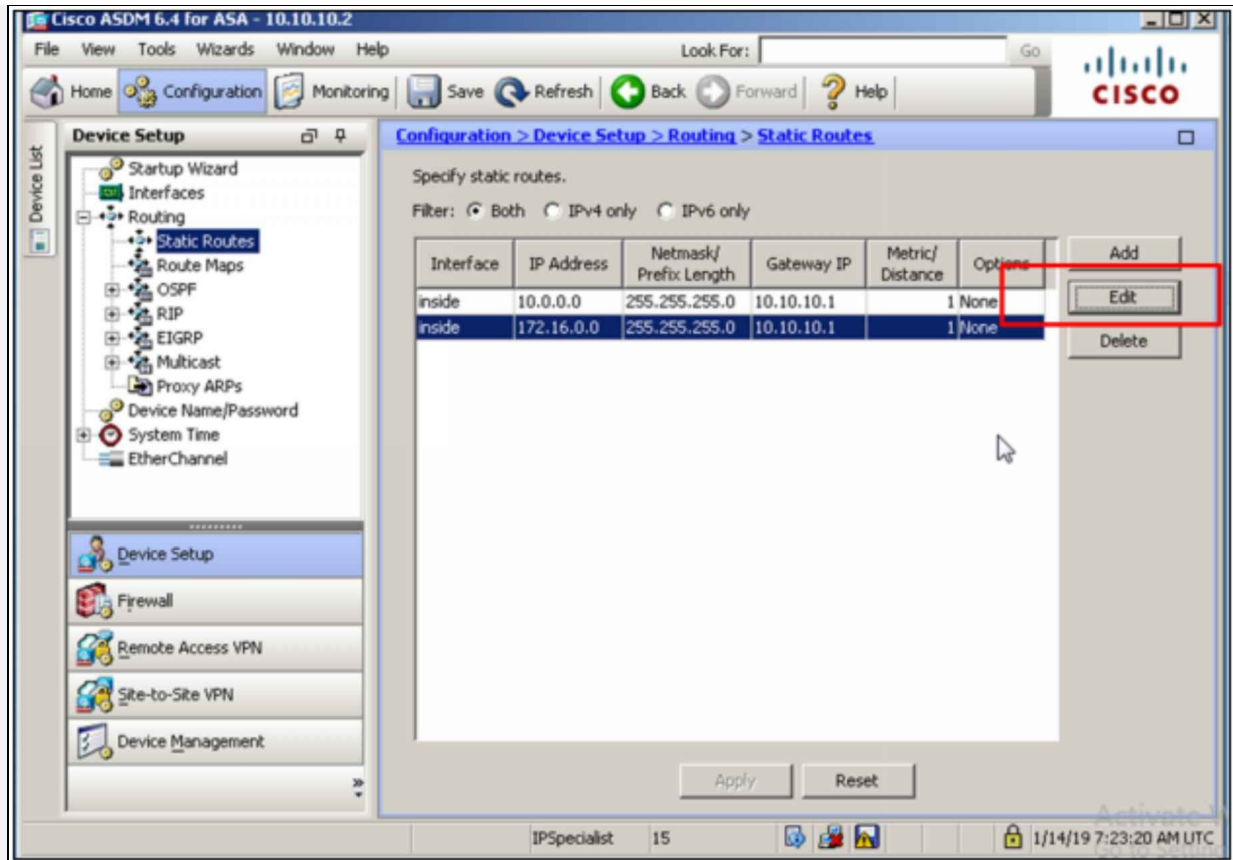 Cisco ASDM 6.4 for ASA - 10.10.10.2
File View Tools Wizards Window Help
Look For: Go
Home Configuration Monitoring Save Refresh Back Forward Help
CISCO
Device List
Device Setup
Startup Wizard
Interfaces
Routing
Static Routes
Route Maps
OSPF
RIP
EIGRP
Multicast
Proxy ARPs
Device Name/Password
System Time
EtherChannel
Device Setup
Firewall
Remote Access VPN
Site-to-Site VPN
Device Management
Configuration > Device Setup > Routing > Static Routes
Specify static routes.
Filter: Both IPv4 only IPv6 only
Interface IP Address Netmask/ Prefix Length Gateway IP Metric/ Distance Options
inside 10.0.0.0 255.255.255.0 10.10.10.1 1 None
inside 172.16.0.0 255.255.255.0 10.10.10.1 1 None
Add
Edit
Delete
Apply Reset
Activate
IPSpecialist 15 1/14/19 7:23:20 AM UTC